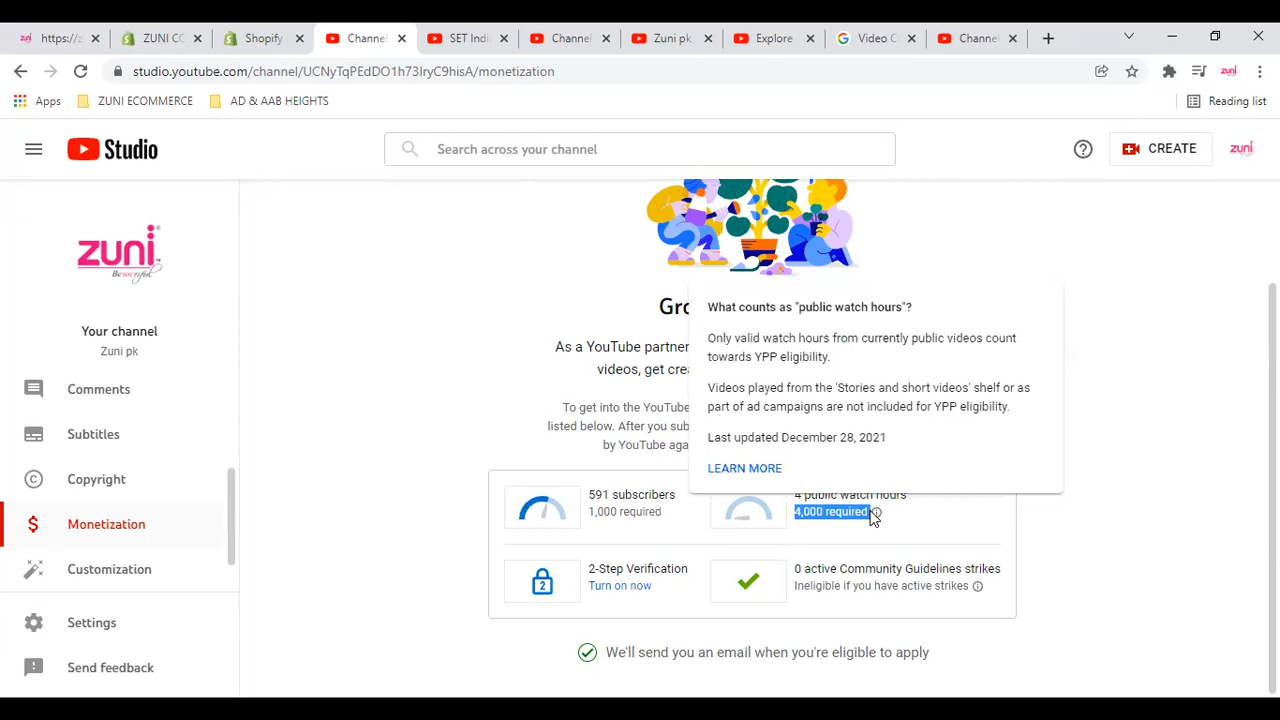 https://z
ZUNI CC
Shopify
Channel
SET Indi
Channel
Zuni pk
Explore
Video C
Channel
studio.youtube.com/channel/UCNyTqPEdDO1h73IryC9hisA/monetization
Apps
ZUNI ECOMMERCE
AD & AAB HEIGHTS
Reading list
Studio
Search across your channel
CREATE
zuni
zuni
Be you tiful
Your channel
Zuni pk
Comments
Subtitles
Copyright
Monetization
Customization
Settings
Send feedback
Gro
As a YouTube partner
videos, get crea
To get into the YouTube
listed below. After you sub
by YouTube aga
What counts as "public watch hours"?
Only valid watch hours from currently public videos count
towards YPP eligibility.
Videos played from the 'Stories and short videos' shelf or as
part of ad campaigns are not included for YPP eligibility.
Last updated December 28, 2021
LEARN MORE
591 subscribers
1,000 required
4 public watch hours
4,000 required
2-Step Verification
Turn on now
0 active Community Guidelines strikes
Ineligible if you have active strikes
We'll send you an email when you're eligible to apply